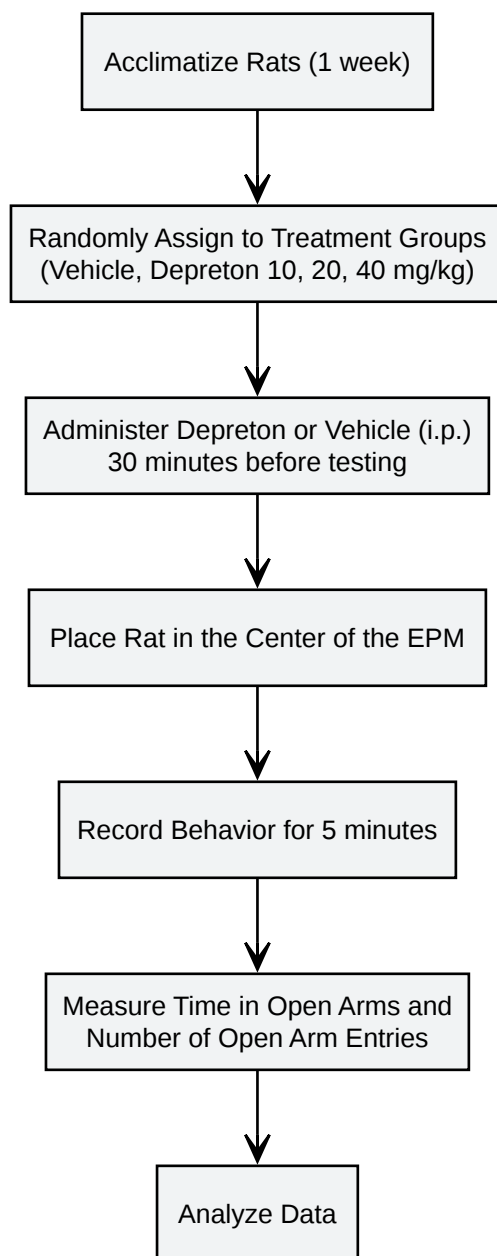 Acclimatize Rats (1 week)
Randomly Assign to Treatment Groups
(Vehicle, Depreton 10, 20, 40 mg/kg)
Administer Depreton or Vehicle (i.p.)
30 minutes before testing
Place Rat in the Center of the EPM
Record Behavior for 5 minutes
Measure Time in Open Arms and
Number of Open Arm Entries
Analyze Data